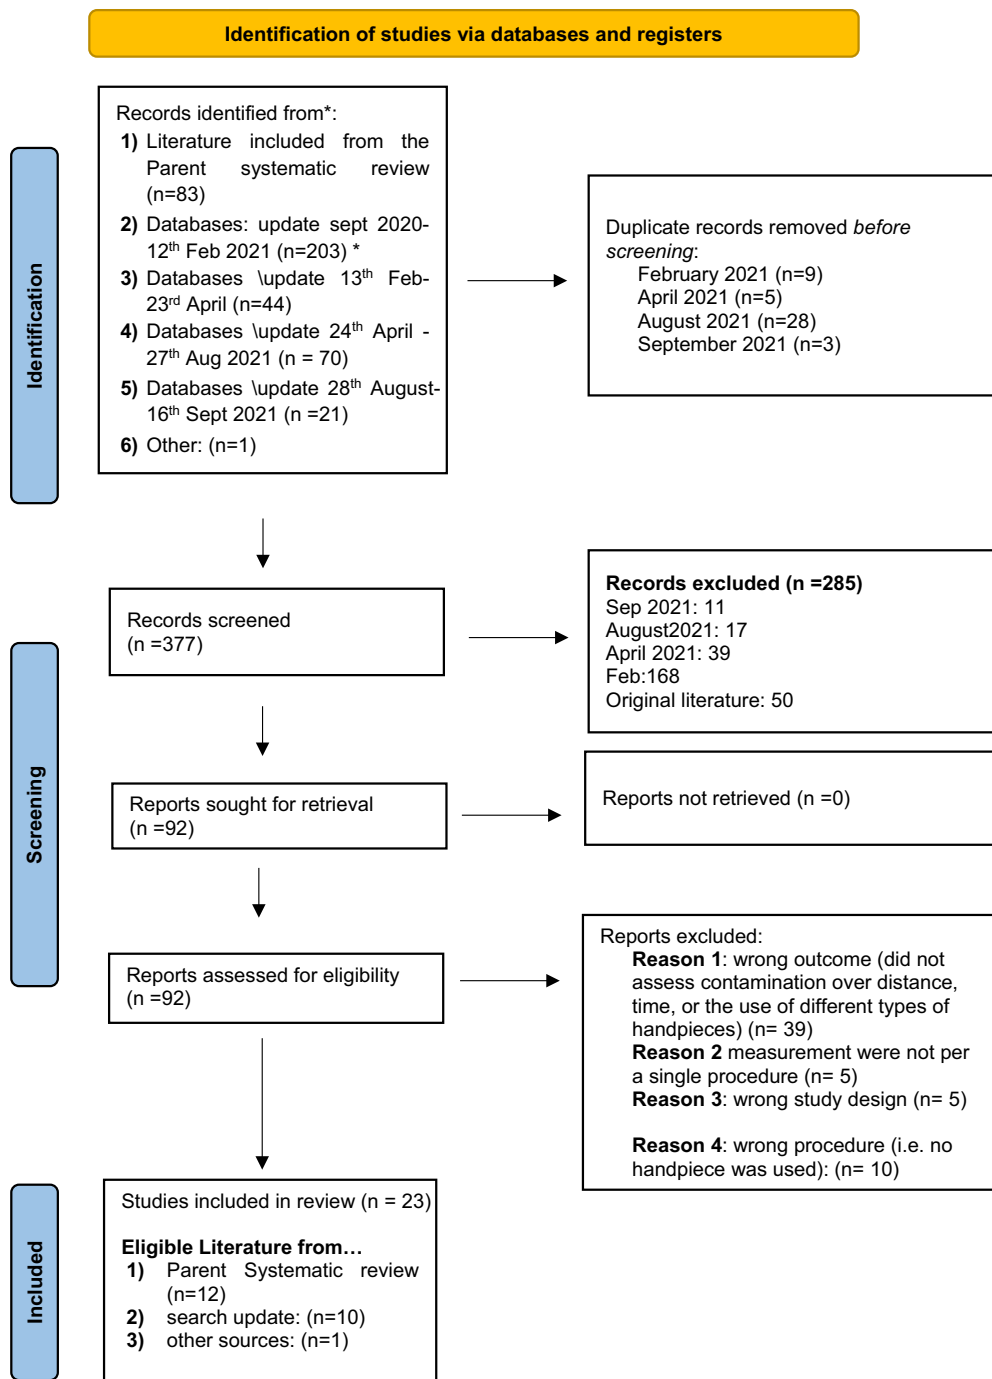 Identification of studies via databases and registers
Identification
Records identified from*:
1) Literature included from the
Parent systematic review
(n=83)
2) Databases: update sept 2020-
12th Feb 2021 (n=203) *
3) Databases \update 13th Feb-
23rd April (n=44)
4) Databases \update 24th April -
27th Aug 2021 (n = 70)
5) Databases \update 28th August-
16th Sept 2021 (n =21)
6) Other: (n=1)
Duplicate records removed before
screening:
February 2021 (n=9)
April 2021 (n=5)
August 2021 (n=28)
September 2021 (n=3)
Screening
Records screened
(n =377)
Records excluded (n =285)
Sep 2021: 11
August2021: 17
April 2021: 39
Feb:168
Original literature: 50
Reports sought for retrieval
(n =92)
Reports not retrieved (n =0)
Reports assessed for eligibility
(n =92)
Reports excluded:
Reason 1: wrong outcome (did not
assess contamination over distance,
time, or the use of different types of
handpieces) (n= 39)
Reason 2 measurement were not per
a single procedure (n= 5)
Reason 3: wrong study design (n= 5)
Reason 4: wrong procedure (i.e. no
handpiece was used): (n= 10)
Included
Studies included in review (n = 23)
Eligible Literature from…
1) Parent Systematic review
(n=12)
2) search update: (n=10)
3) other sources: (n=1)